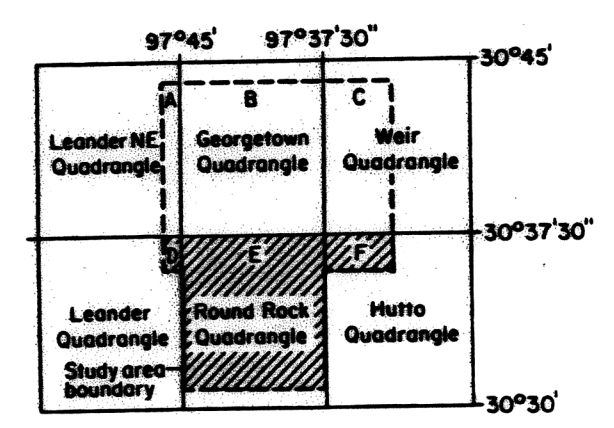 97°45' 97°37'30"
30°45'
A B C
Leander NE Georgetown Weir
Quadrangle Quadrangle Quadrangle
30°37'30"
D E F
Leander Round Rock Hutto
Quadrangle Quadrangle Quadrangle
Study area
boundary
30°30'